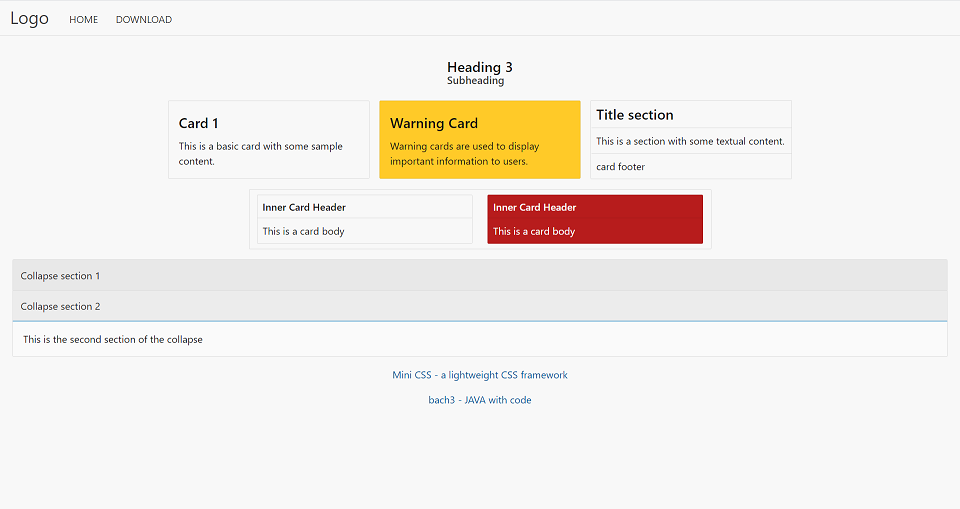 Logo HOME DOWNLOAD
Heading 3
Subheading
Card 1
This is a basic card with some sample
content.
Warning Card
Warning cards are used to display
important information to users.
Title section
This is a section with some textual content.
card footer
Inner Card Header
This is a card body
Inner Card Header
This is a card body
Collapse section 1
Collapse section 2
This is the second section of the collapse
Mini CSS - a lightweight CSS framework
bach3 - JAVA with code